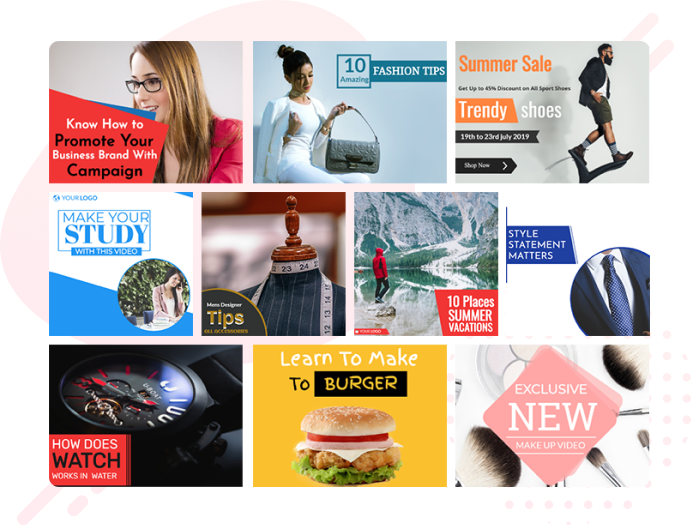 Know How to
Promote Your
Business Brand With
Campaign
10
Amazing
FASHION TIPS
Summer Sale
Get Up to 45% Discount on All Sport Shoes
Trendy shoes
19th to 23rd july 2019
Shop Now
YOUR LOGO
MAKE YOUR
STUDY
WITH THIS VIDEO
Mens Designer
Tips
ALL ACCESSORIES
22 23 24
10 Places
SUMMER
VACATIONS
YOUR LOGO
STYLE
STATEMENT
MATTERS
HOW DOES
WATCH
WORKS IN WATER
Learn To Make
To BURGER
EXCLUSIVE
NEW
MAKE UP VIDEO